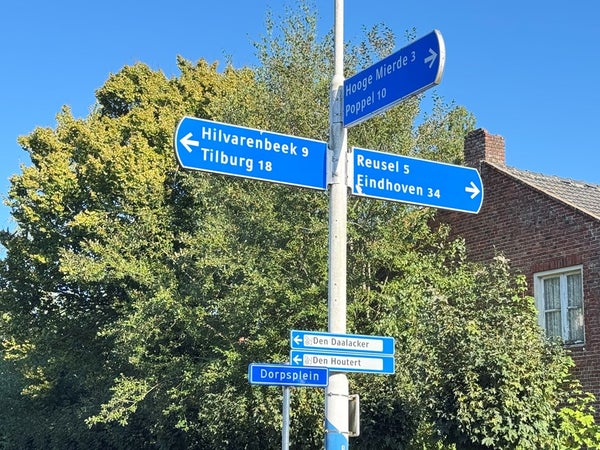 Hooge Mierde 3
Poppel 10
Hilvarenbeek 9
Tilburg 18
Reusel 5
Eindhoven 34
Den Daalacker
Den Houtert
Dorpsplein